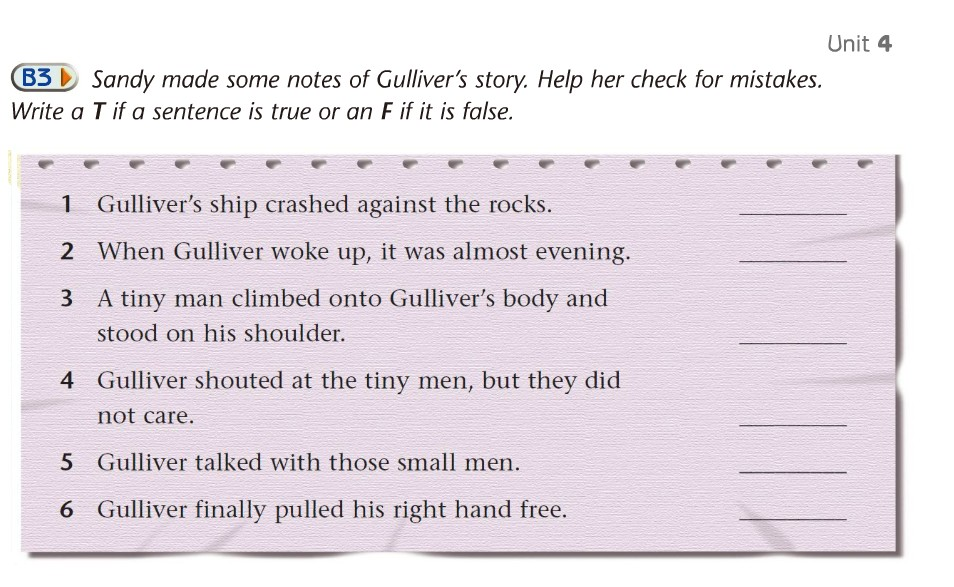 Unit 4
B3 Sandy made some notes of Gulliver's story. Help her check for mistakes.
Write a T if a sentence is true or an F if it is false.
1 Gulliver's ship crashed against the rocks. ________
2 When Gulliver woke up, it was almost evening. ________
3 A tiny man climbed onto Gulliver's body and
stood on his shoulder. ________
4 Gulliver shouted at the tiny men, but they did
not care. ________
5 Gulliver talked with those small men. ________
6 Gulliver finally pulled his right hand free. ________